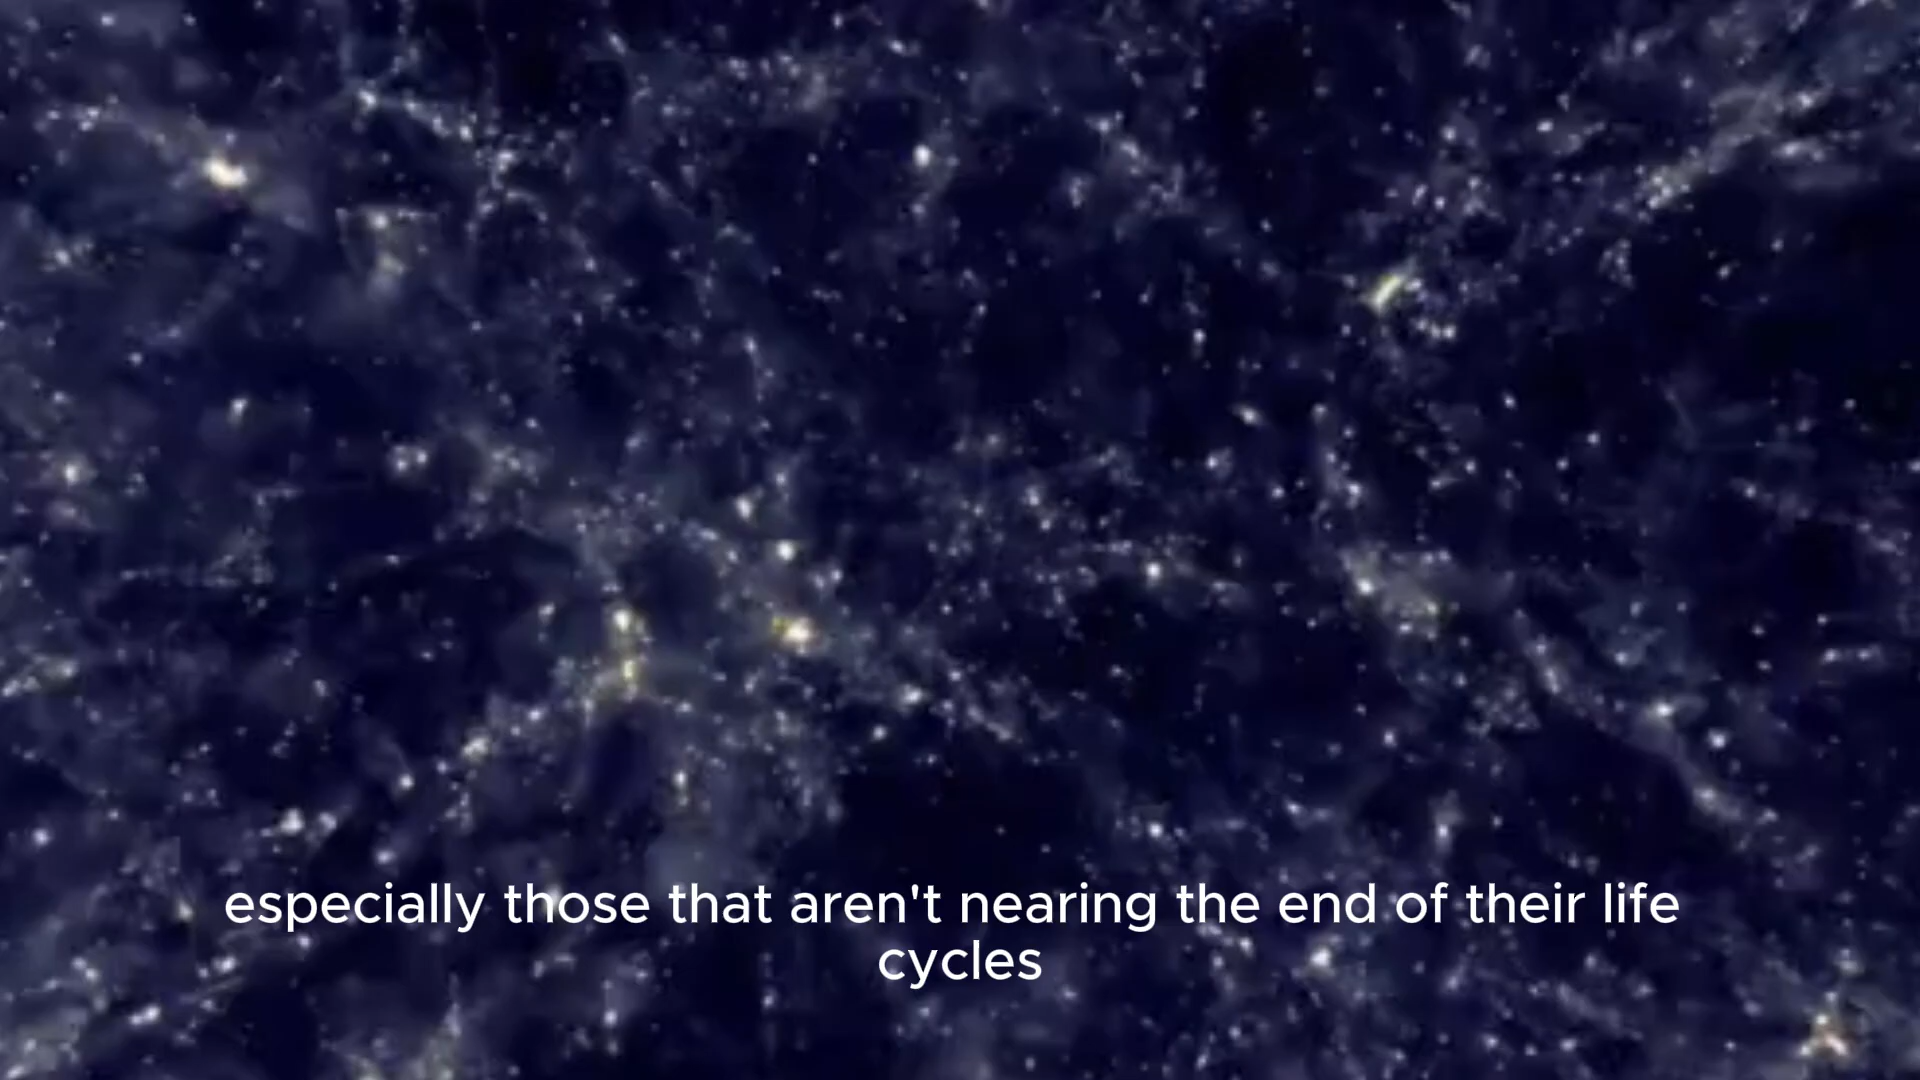 especially those that aren't nearing the end of their life
cycles